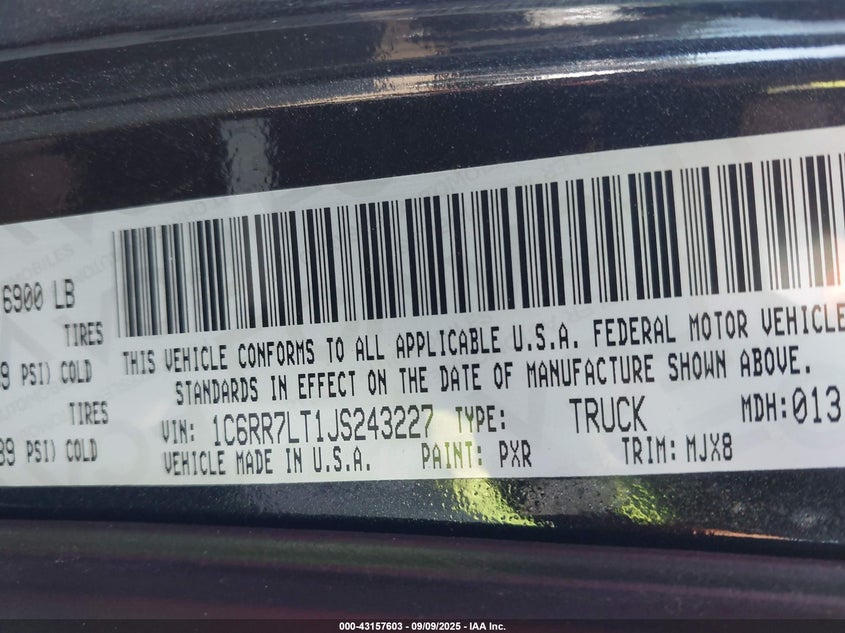 6900 LB
TIRES
39 PSI) COLD
TIRES
39 PSI) COLD
THIS VEHICLE CONFORMS TO ALL APPLICABLE U.S.A. FEDERAL MOTOR VEHICLE
STANDARDS IN EFFECT ON THE DATE OF MANUFACTURE SHOWN ABOVE.
VIN: 1C6RR7LT1JS243227 TYPE: TRUCK MDH:013
VEHICLE MADE IN U.S.A. PAINT: PXR TRIM: MJX8
000-43157603 / 09/09/2025 - IAA Inc.